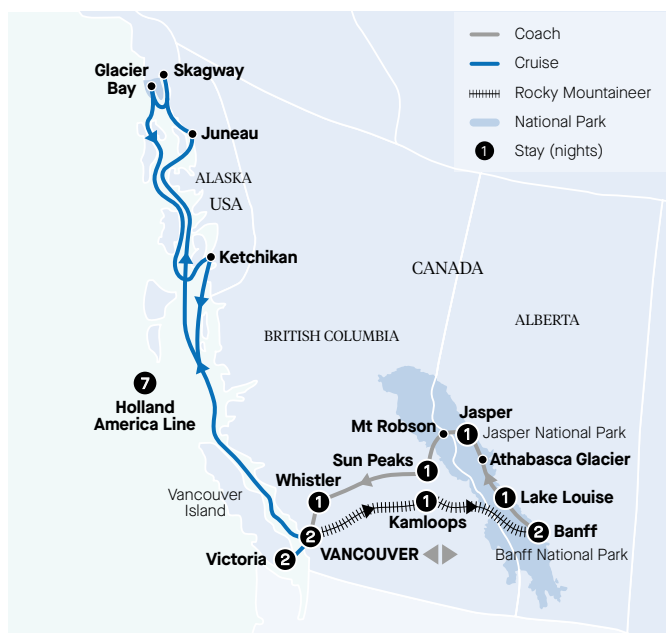 Coach
Cruise
Rocky Mountaineer
National Park
1 Stay (nights)
Glacier
Bay
Skagway
Juneau
ALASKA
USA
Ketchikan
CANADA
ALBERTA
BRITISH COLUMBIA
7
Holland
America Line
Mt Robson
Jasper
1
Jasper National Park
Sun Peaks
1
Athabasca Glacier
Whistler
1
Vancouver
Island
1
Kamloops
1
Lake Louise
2
Banff
Banff National Park
2
VANCOUVER
Victoria
2